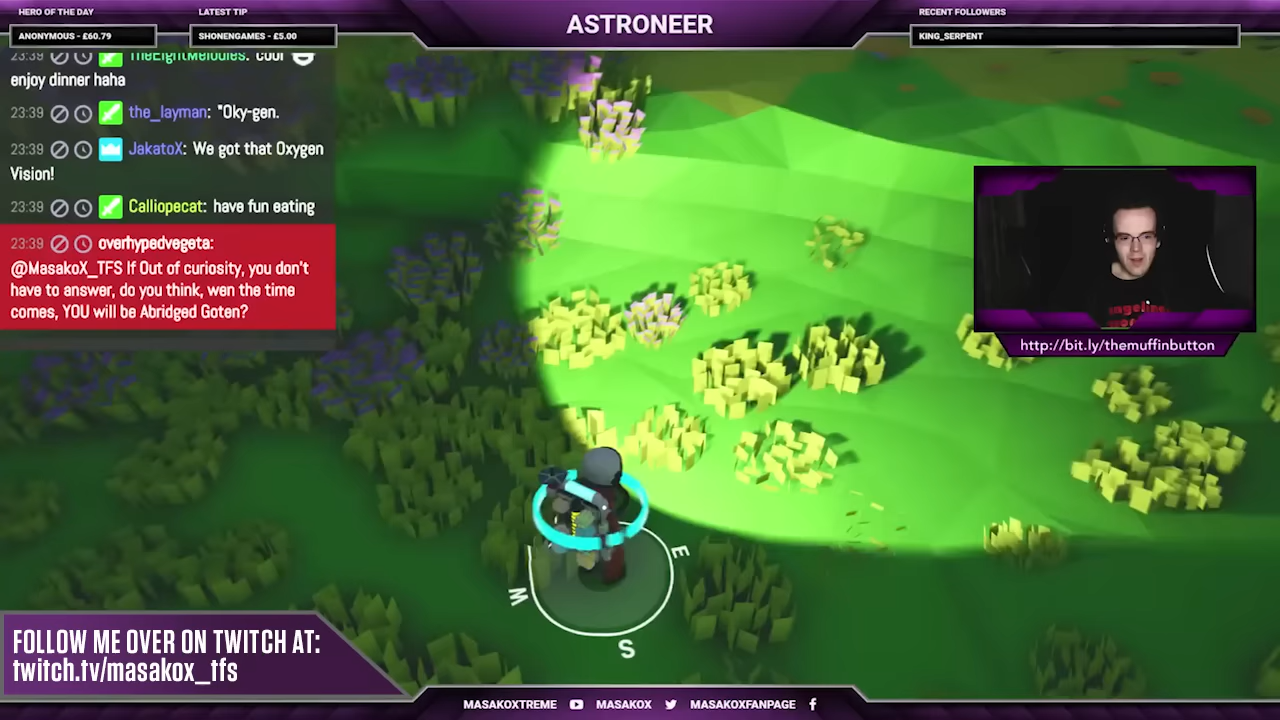 HERO OF THE DAY
LATEST TIP
ASTRONEER
RECENT FOLLOWERS
ANONYMOUS - £60.79
SHONENGAMES - £5.00
KING_SERPENT
23:39 TheEightMelodies: cool
enjoy dinner haha
23:39 the_layman: "Oky-gen.
23:39 JakatoX: We got that Oxygen
Vision!
23:39 Calliopecat: have fun eating
23:39 overhypedvegeta:
@MasakoX_TFS If Out of curiosity, you don't
have to answer, do you think, wen the time
comes, YOU will be Abridged Goten?
http://bit.ly/themuffinbutton
E
W
S
FOLLOW ME OVER ON TWITCH AT:
twitch.tv/masakox_tfs
MASAKOXTREME MASAKOX MASAKOXFANPAGE